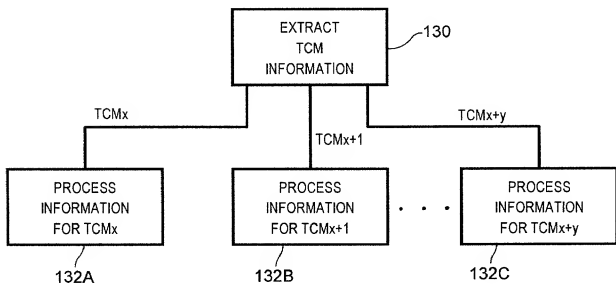 EXTRACT
TCM
INFORMATION
130
TCMx
TCMx+1
TCMx+y
PROCESS
INFORMATION
FOR TCMx
PROCESS
INFORMATION
FOR TCMx+1
. . .
PROCESS
INFORMATION
FOR TCMx+y
132A
132B
132C